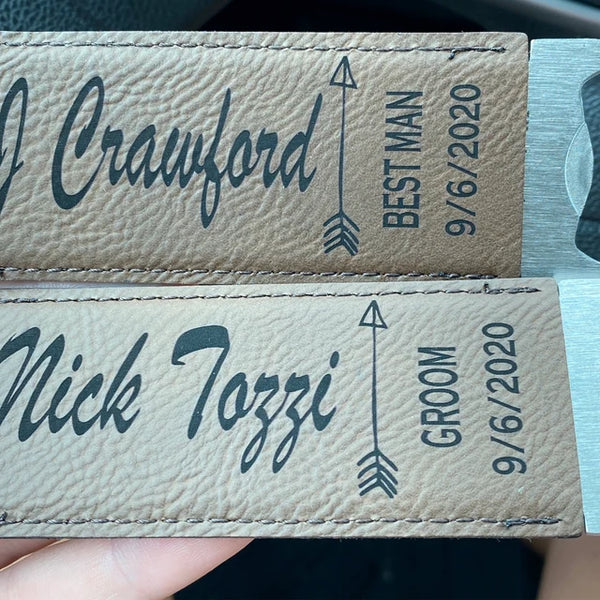 J Crawford
BEST MAN
9/6/2020
Nick Tozzi
GROOM
9/6/2020